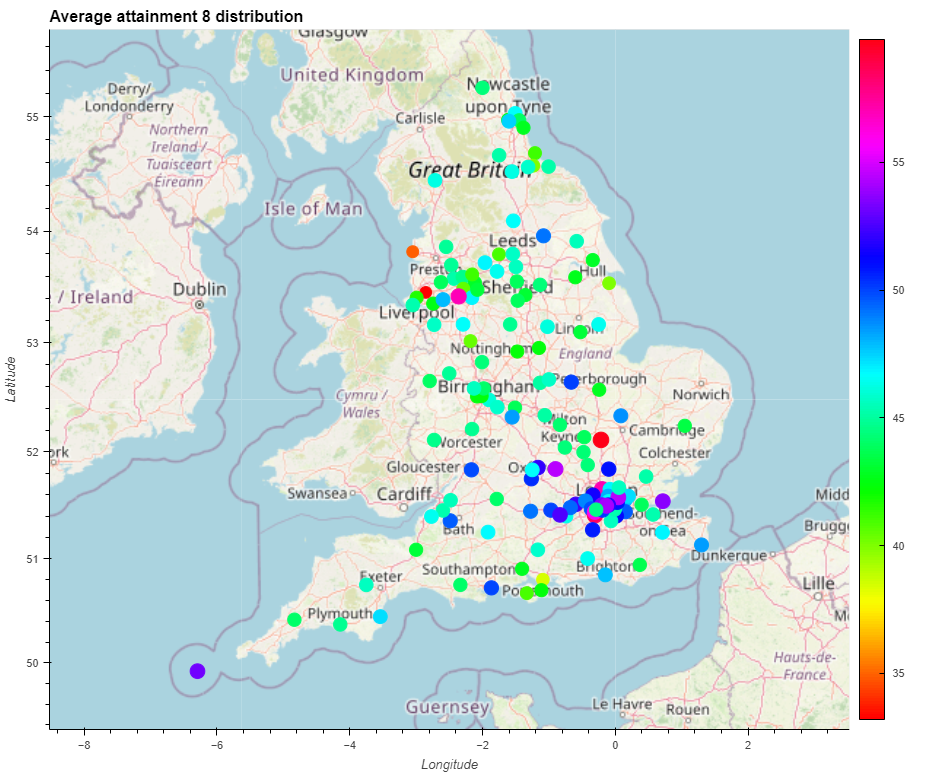 Average attainment 8 distribution
Glasgow
United Kingdom
Derry/
Londonderry
Newcastle
upon Tyne
Carlisle
Northern
Ireland /
Tuaisceart
Éireann
Great Britain
Isle of Man
Leeds
Preston
Hull
Dublin
/ Ireland
Sheffield
Liverpool
Lincoln
Nottingham
England
Birmingham
Peterborough
Norwich
Cymru /
Wales
Milton
Keynes
Cambridge
Worcester
Colchester
Gloucester
Swansea
Cardiff
Southend-
on-Sea
Bath
Midd
Brugge
Dunkerque
Southampton
Brighton
Portsmouth
Exeter
Lille
Plymouth
Hauts-de-
France
Guernsey
Le Havre
Rouen
Latitude
55
54
53
52
51
50
−8
−6
−4
−2
0
2
Longitude
55
50
45
40
35